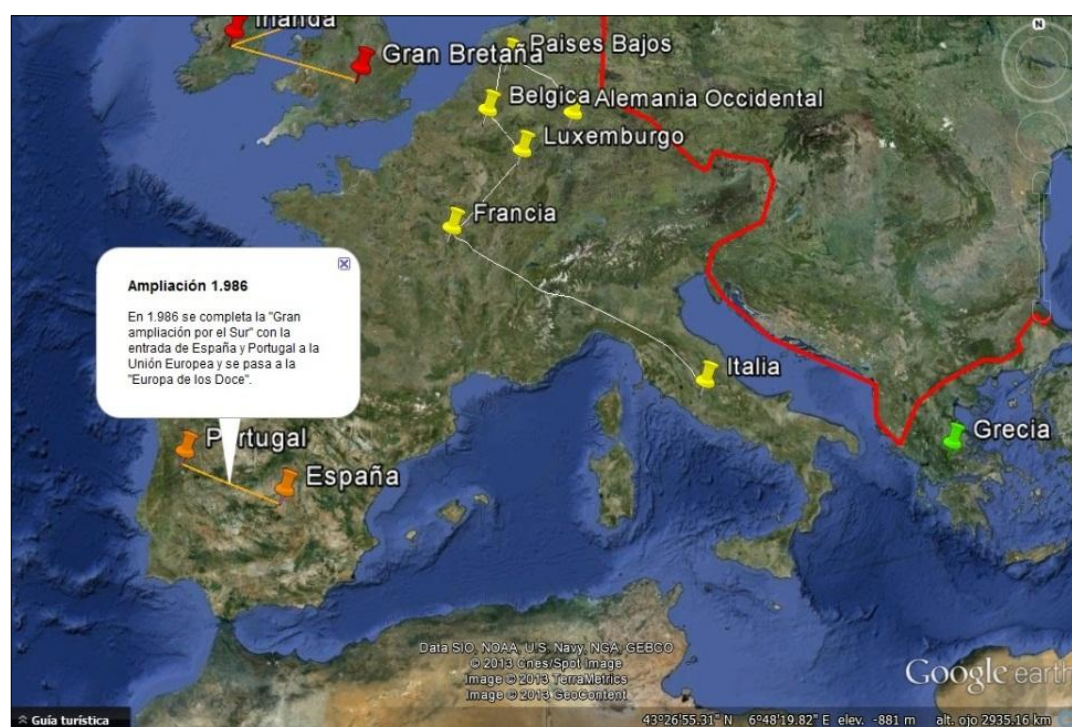 Irlanda
Gran Bretaña
Paises Bajos
Belgica
Alemania Occidental
Luxemburgo
Francia
Ampliación 1.986
En 1.986 se completa la "Gran
ampliación por el Sur" con la
entrada de España y Portugal a la
Unión Europea y se pasa a la
"Europa de los Doce".
Italia
Grecia
Portugal
España
Data SIO, NOAA, U.S. Navy, NGA, GEBCO
© 2013 Cnes/Spot Image
Image © 2013 TerraMetrics
Image © 2013 GeoContent
Google earth
N
Guía turística
43°26'55.31" N 6°48'19.82" E elev. -881 m alt. ojo 2935.16 km